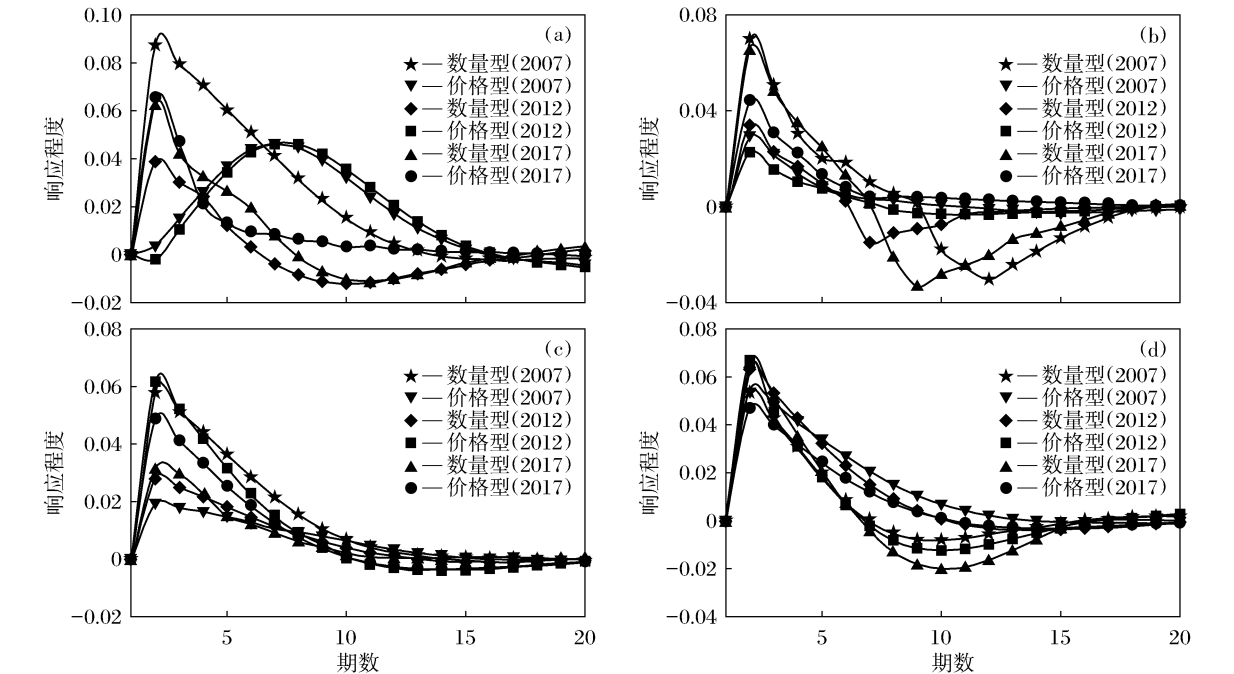 (a)
0.10
0.08
0.06
0.04
0.02
0
−0.02
响应程度
★—数量型(2007)
▼—价格型(2007)
◆—数量型(2012)
■—价格型(2012)
▲—数量型(2017)
●—价格型(2017)
(b)
0.08
0.04
0
−0.04
响应程度
★—数量型(2007)
▼—价格型(2007)
◆—数量型(2012)
■—价格型(2012)
▲—数量型(2017)
●—价格型(2017)
(c)
0.08
0.06
0.04
0.02
0
−0.02
响应程度
★—数量型(2007)
▼—价格型(2007)
◆—数量型(2012)
■—价格型(2012)
▲—数量型(2017)
●—价格型(2017)
5 10 15 20
期数
(d)
0.08
0.06
0.04
0.02
0
−0.02
−0.04
响应程度
★—数量型(2007)
▼—价格型(2007)
◆—数量型(2012)
■—价格型(2012)
▲—数量型(2017)
●—价格型(2017)
5 10 15 20
期数